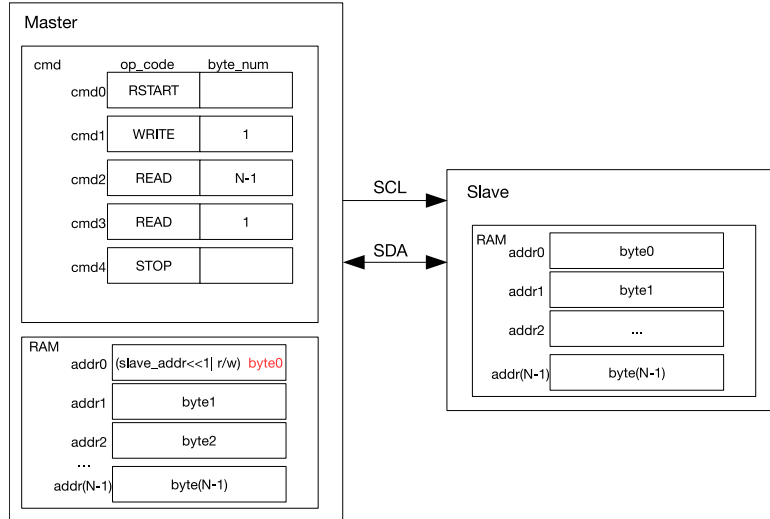 Master
cmd op_code byte_num
cmd0 RSTART
cmd1 WRITE 1
cmd2 READ N-1
cmd3 READ 1
cmd4 STOP
RAM
addr0 (slave_addr<<1| r/w) byte0
addr1 byte1
addr2 byte2
...
addr(N-1) byte(N-1)
SCL
SDA
Slave
RAM
addr0 byte0
addr1 byte1
addr2 ...
addr(N-1) byte(N-1)